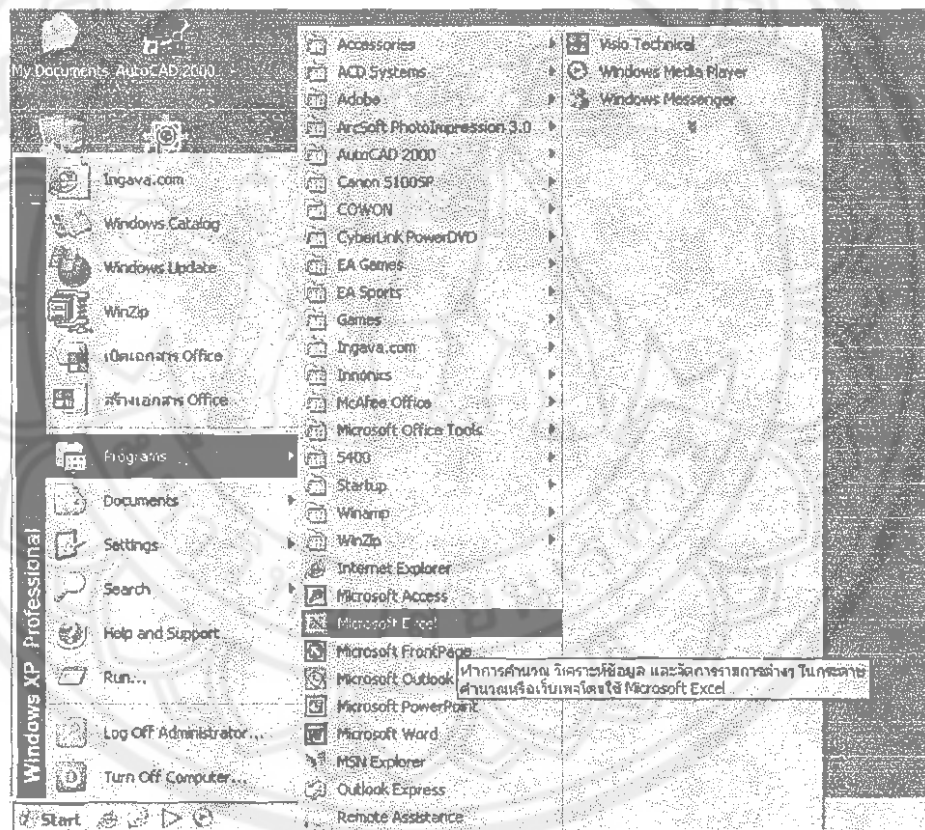 My Documents AutoCAD 2000
Ingava.com
Windows Catalog
Windows Update
WinZip
เปิดเอกสาร Office
สร้างเอกสาร Office
Programs
Documents
Settings
Search
Help and Support
Run...
Log Off Administrator...
Turn Off Computer...
Windows XP Professional
Start
Accessories
ACD Systems
Adobe
ArcSoft PhotoImpression 3.0
AutoCAD 2000
Canon S100SP
COWON
CyberLink PowerDVD
EA Games
EA Sports
Games
Ingava.com
Innonics
McAfee Office
Microsoft Office Tools
S400
Startup
Winamp
WinZip
Internet Explorer
Microsoft Access
Microsoft Excel
Microsoft FrontPage
Microsoft Outlook
Microsoft PowerPoint
Microsoft Word
MSN Explorer
Outlook Express
Remote Assistance
Visio Technical
Windows Media Player
Windows Messenger
ทำการคำนวณ วิเคราะห์ข้อมูล และจัดการรายการต่างๆ ในกระดาษ
คำนวณหรือเว็บเพจโดยใช้ Microsoft Excel